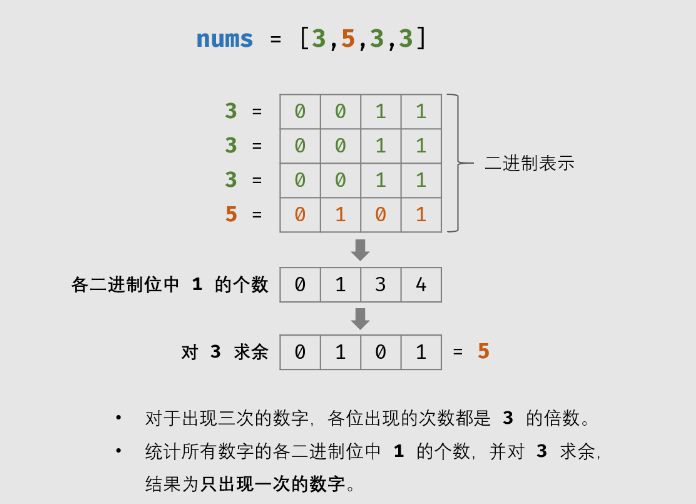 nums = [3,5,3,3]
3 = 0 0 1 1
3 = 0 0 1 1
3 = 0 0 1 1
5 = 0 1 0 1
二进制表示
各二进制位中 1 的个数 0 1 3 4
对 3 求余 0 1 0 1 = 5
• 对于出现三次的数字，各位出现的次数都是 3 的倍数。
• 统计所有数字的各二进制位中 1 的个数，并对 3 求余，
结果为只出现一次的数字。